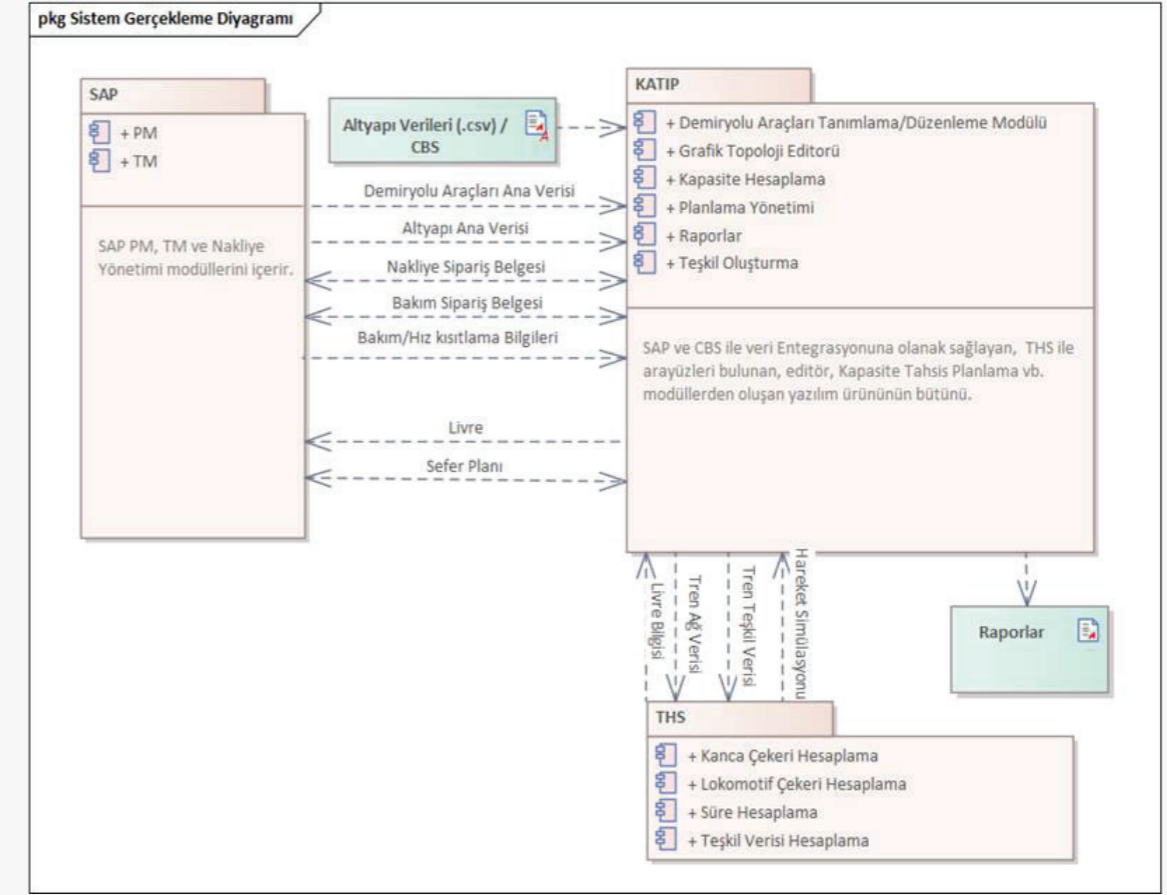 pkg Sistem Gerçekleme Diyagramı
SAP
+ PM
+ TM
SAP PM, TM ve Nakliye
Yönetimi modüllerini içerir.
Altyapı Verileri (.csv) /
CBS
Demiryolu Araçları Ana Verisi
Altyapı Ana Verisi
Nakliye Sipariş Belgesi
Bakım Sipariş Belgesi
Bakım/Hız kısıtlama Bilgileri
Livre
Sefer Planı
KATIP
+ Demiryolu Araçları Tanımlama/Düzenleme Modülü
+ Grafik Topoloji Editorü
+ Kapasite Hesaplama
+ Planlama Yönetimi
+ Raporlar
+ Teşkil Oluşturma
SAP ve CBS ile veri Entegrasyonuna olanak sağlayan, THS ile
arayüzleri bulunan, editör, Kapasite Tahsis Planlama vb.
modüllerden oluşan yazılım ürününün bütünü.
Livre Bilgisi
Tren Ağ Verisi
Tren Teşkil Verisi
Hareket Simülasyonu
Raporlar
THS
+ Kanca Çekeri Hesaplama
+ Lokomotif Çekeri Hesaplama
+ Süre Hesaplama
+ Teşkil Verisi Hesaplama